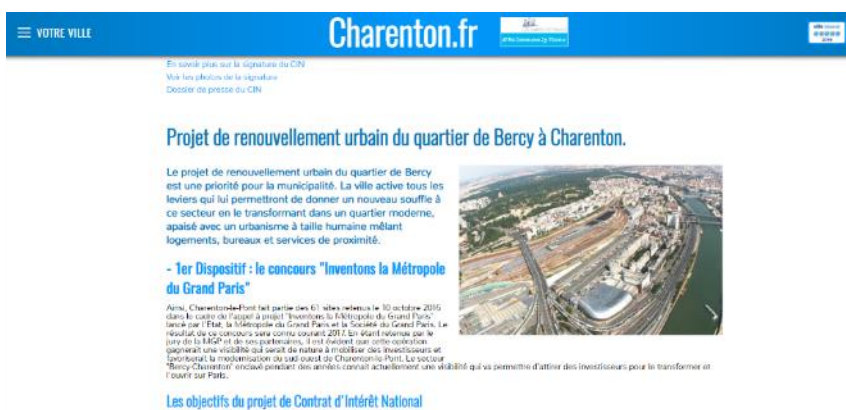 VOTRE VILLE
Charenton.fr
En savoir plus sur la signature du CIN
Voir les photos de la signature
Dossier de presse du CIN
Projet de renouvellement urbain du quartier de Bercy à Charenton.
Le projet de renouvellement urbain du quartier de Bercy
est une priorité pour la municipalité. La ville active tous les
leviers qui lui permettront de donner un nouveau souffle à
ce secteur en le transformant dans un quartier moderne,
apaisé avec un urbanisme à taille humaine mêlant
logements, bureaux et services de proximité.
- 1er Dispositif : le concours "Inventons la Métropole
du Grand Paris"
Ainsi, Charenton-le-Pont fait partie des 61 sites retenus le 10 octobre 2016
dans le cadre de l'appel à projet "Inventons la Métropole du Grand Paris"
lancé par l'Etat, la Métropole du Grand Paris et la Société du Grand Paris. Le
résultat de ce concours sera connu courant 2017. En étant retenue par le
jury de la MGP et de ses partenaires, il est évident que cette opération
gagnerait une visibilité qui serait de nature à mobiliser des investisseurs et
favoriserait la modernisation du sud-ouest de Charenton-le-Pont. Le secteur
"Bercy-Charenton" enclavé pendant des années connait actuellement une visibilité qui va permettre d'attirer des investisseurs pour le transformer et
l'ouvrir sur Paris.
Les objectifs du projet de Contrat d'Intérêt National